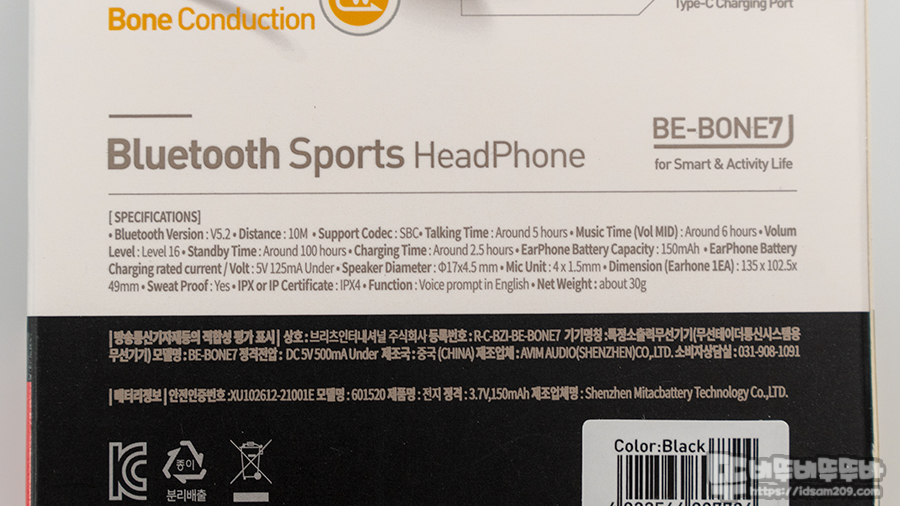 Type-C Charging Port
Bone Conduction
Bluetooth Sports HeadPhone
BE-BONE7
for Smart & Activity Life
[ SPECIFICATIONS]
• Bluetooth Version : V5.2 • Distance : 10M • Support Codec : SBC• Talking Time : Around 5 hours • Music Time (Vol MID) : Around 6 hours • Volum
Level : Level 16 • Standby Time : Around 100 hours • Charging Time : Around 2.5 hours • EarPhone Battery Capacity : 150mAh • EarPhone Battery
Charging rated current / Volt : 5V 125mA Under • Speaker Diameter : Φ17x4.5 mm • Mic Unit : 4 x 1.5mm • Dimension (Earhone 1EA) : 135 x 102.5x
49mm • Sweat Proof : Yes • IPX or IP Certificate : IPX4 • Function : Voice prompt in English • Net Weight : about 30g
| 방송통신기자재등의 적합성 평가 표시 | 상호 : 브리츠인터내셔널 주식회사 등록번호 : R-C-BZI-BE-BONE7 기기명칭 : 특정소출력무선기기(무선데이터통신시스템용
무선기기) 모델명 : BE-BONE7 정격전압 : DC 5V 500mA Under 제조국 : 중국 (CHINA) 제조업체 : AVIM AUDIO(SHENZHEN)CO,.LTD. 소비자상담실 : 031-908-1091
| 배터리정보 | 안전인증번호 :XU102612-21001E 모델명 : 601520 제품명 : 전지 정격 : 3.7V,150mAh 제조업체명 : Shenzhen Mitacbattery Technology Co.,LTD.
종이
분리배출
Color:Black
바뚜바뚜뚜바
https://idsam209.com